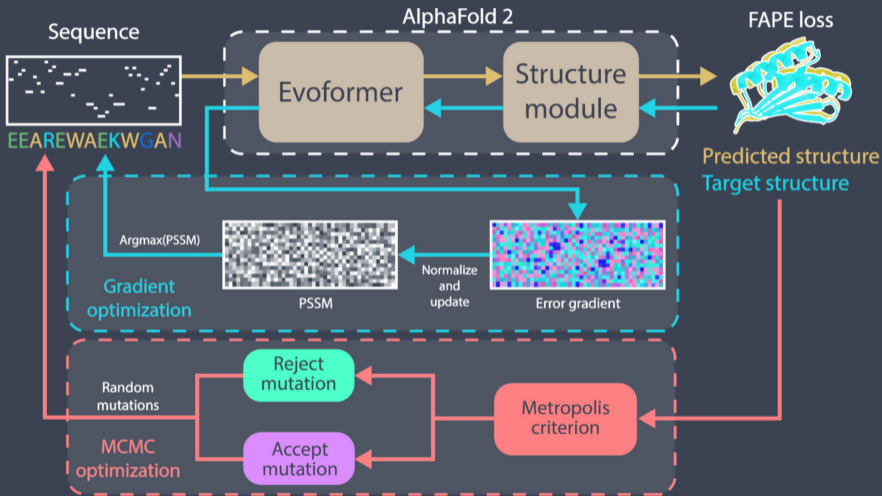 AlphaFold 2
FAPE loss
Sequence
Evoformer
Structure
module
EEAREWAEKWGAN
Predicted structure
Target structure
Argmax(PSSM)
Gradient
optimization
PSSM
Normalize
and
update
Error gradient
Reject
mutation
Random
mutations
Metropolis
criterion
MCMC
optimization
Accept
mutation